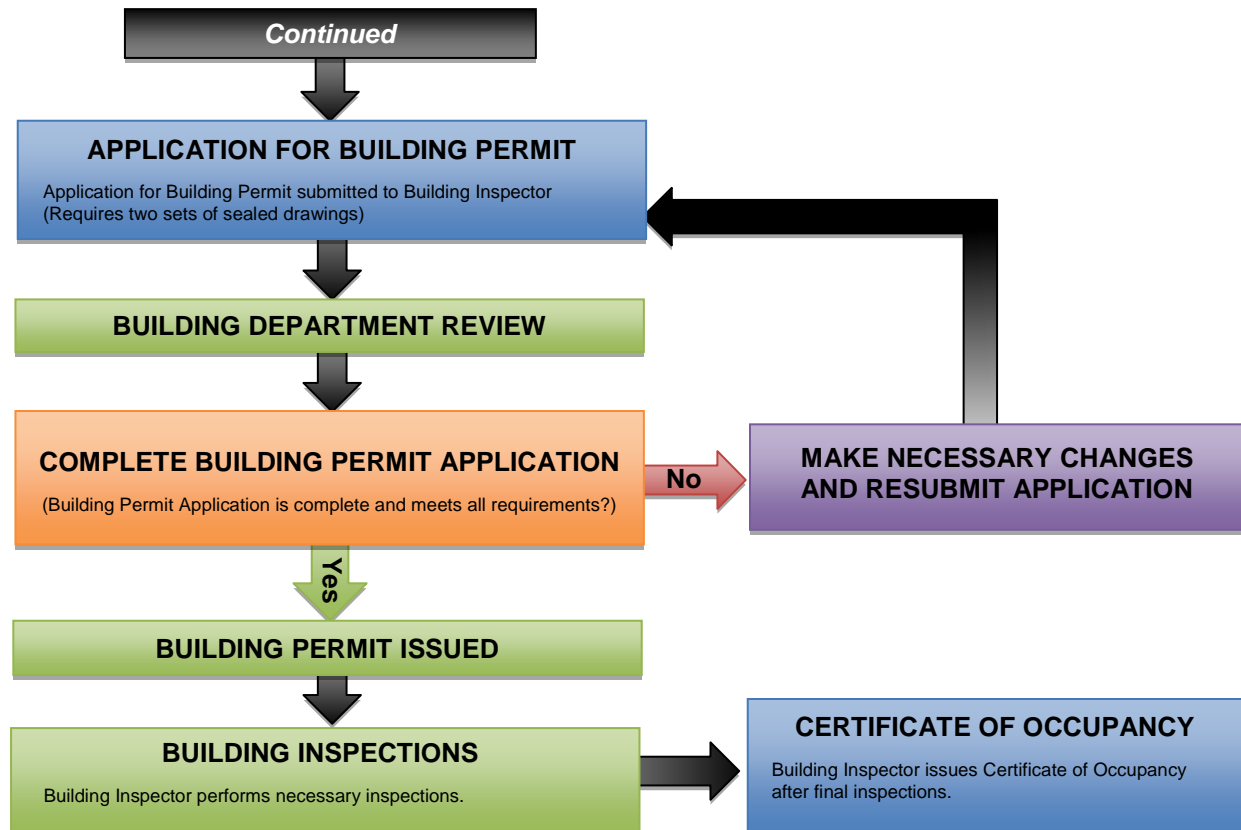 Continued
APPLICATION FOR BUILDING PERMIT
Application for Building Permit submitted to Building Inspector
(Requires two sets of sealed drawings)
BUILDING DEPARTMENT REVIEW
COMPLETE BUILDING PERMIT APPLICATION
(Building Permit Application is complete and meets all requirements?)
No
MAKE NECESSARY CHANGES
AND RESUBMIT APPLICATION
Yes
BUILDING PERMIT ISSUED
BUILDING INSPECTIONS
Building Inspector performs necessary inspections.
CERTIFICATE OF OCCUPANCY
Building Inspector issues Certificate of Occupancy
after final inspections.